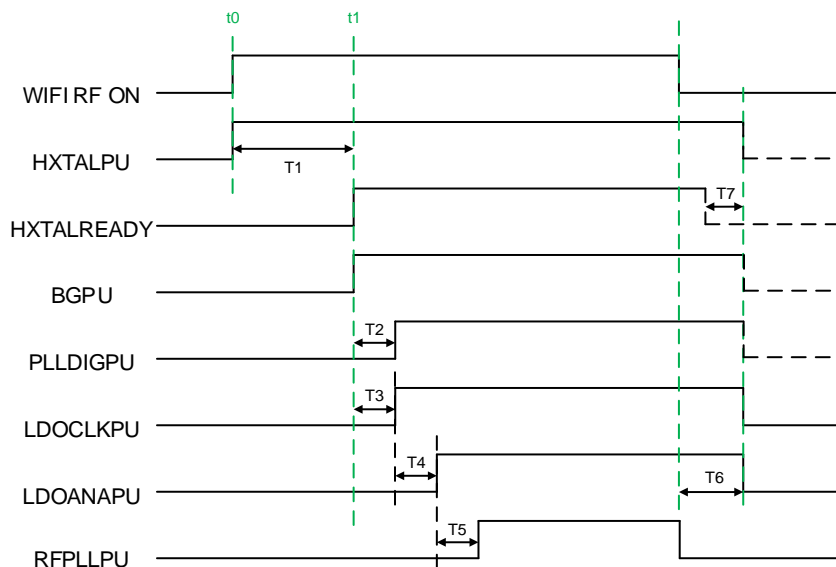 t0 t1
WIFI RF ON
HXTALPU
T1
HXTALREADY
T7
BGPU
PLLDIGPU
T2
LDOCLKPU
T3
LDOANAPU
T4
T6
RFPLLPU
T5